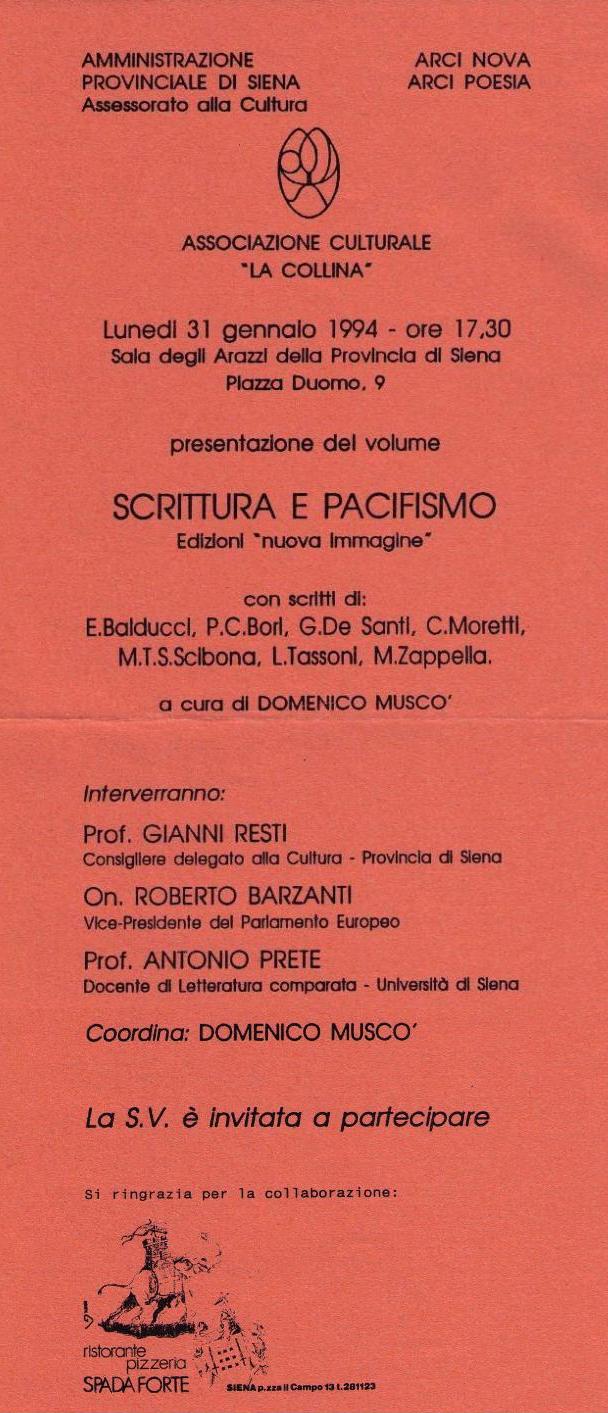 AMMINISTRAZIONE
PROVINCIALE DI SIENA
Assessorato alla Cultura
ARCI NOVA
ARCI POESIA
ASSOCIAZIONE CULTURALE
"LA COLLINA"
Lunedì 31 gennaio 1994 - ore 17,30
Sala degli Arazzi della Provincia di Siena
Piazza Duomo, 9
presentazione del volume
SCRITTURA E PACIFISMO
Edizioni "nuova immagine"
con scritti di:
E.Balducci, P.C.Bori, G.De Santi, C.Moretti,
M.T.S.Scibona, L.Tassoni, M.Zappella.
a cura di DOMENICO MUSCO'
Interverranno:
Prof. GIANNI RESTI
Consigliere delegato alla Cultura - Provincia di Siena
On. ROBERTO BARZANTI
Vice-Presidente del Parlamento Europeo
Prof. ANTONIO PRETE
Docente di Letteratura comparata - Università di Siena
Coordina: DOMENICO MUSCO'
La S.V. è invitata a partecipare
Si ringrazia per la collaborazione:
ristorante
pizzeria
SPADAFORTE
SIENA p.zza il Campo 13 t.281123